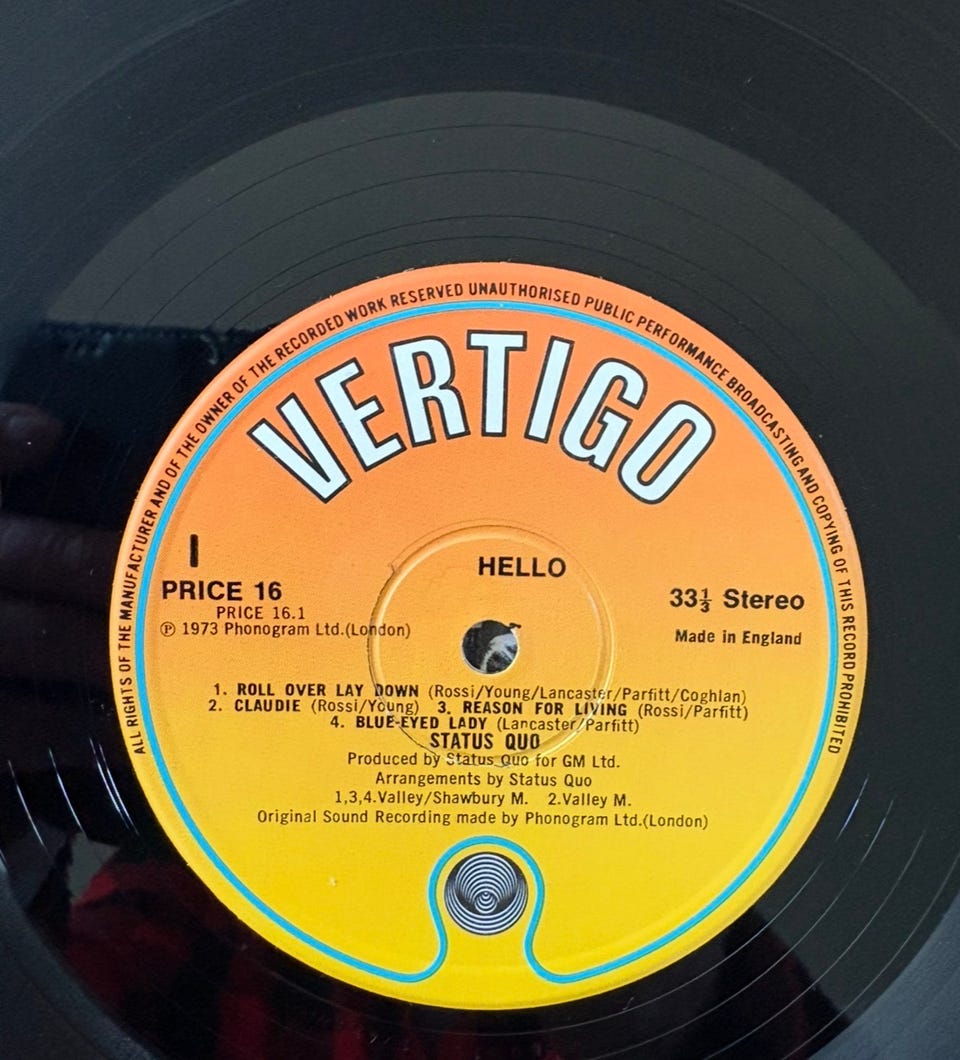 ALL RIGHTS OF THE MANUFACTURER AND OF THE OWNER OF THE RECORDED WORK RESERVED UNAUTHORISED PUBLIC PERFORMANCE BROADCASTING AND COPYING OF THIS RECORD PROHIBITED
VERTIGO
I
HELLO
PRICE 16
33⅓ Stereo
PRICE 16.1
℗ 1973 Phonogram Ltd.(London)
Made in England
1. ROLL OVER LAY DOWN (Rossi/Young/Lancaster/Parfitt/Coghlan)
2. CLAUDIE (Rossi/Young) 3. REASON FOR LIVING (Rossi/Parfitt)
4. BLUE-EYED LADY (Lancaster/Parfitt)
STATUS QUO
Produced by Status Quo for GM Ltd.
Arrangements by Status Quo
1,3,4.Valley/Shawbury M. 2.Valley M.
Original Sound Recording made by Phonogram Ltd.(London)